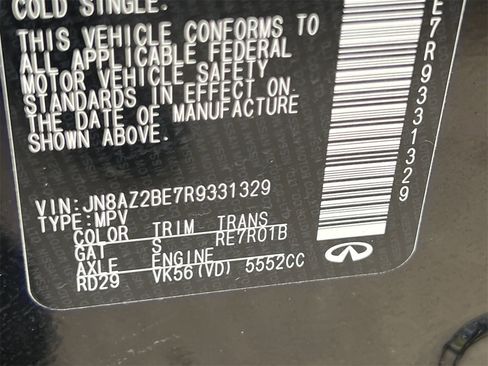 COLD SINGLE.
THIS VEHICLE CONFORMS TO
ALL APPLICABLE FEDERAL
MOTOR VEHICLE SAFETY
STANDARDS IN EFFECT ON
THE DATE OF MANUFACTURE
SHOWN ABOVE.
E7R9331329
VIN:JN8AZ2BE7R9331329
TYPE:MPV
COLOR TRIM TRANS
GAT S RE7R01B
AXLE ENGINE
RD29 VK56(VD) 5552CC